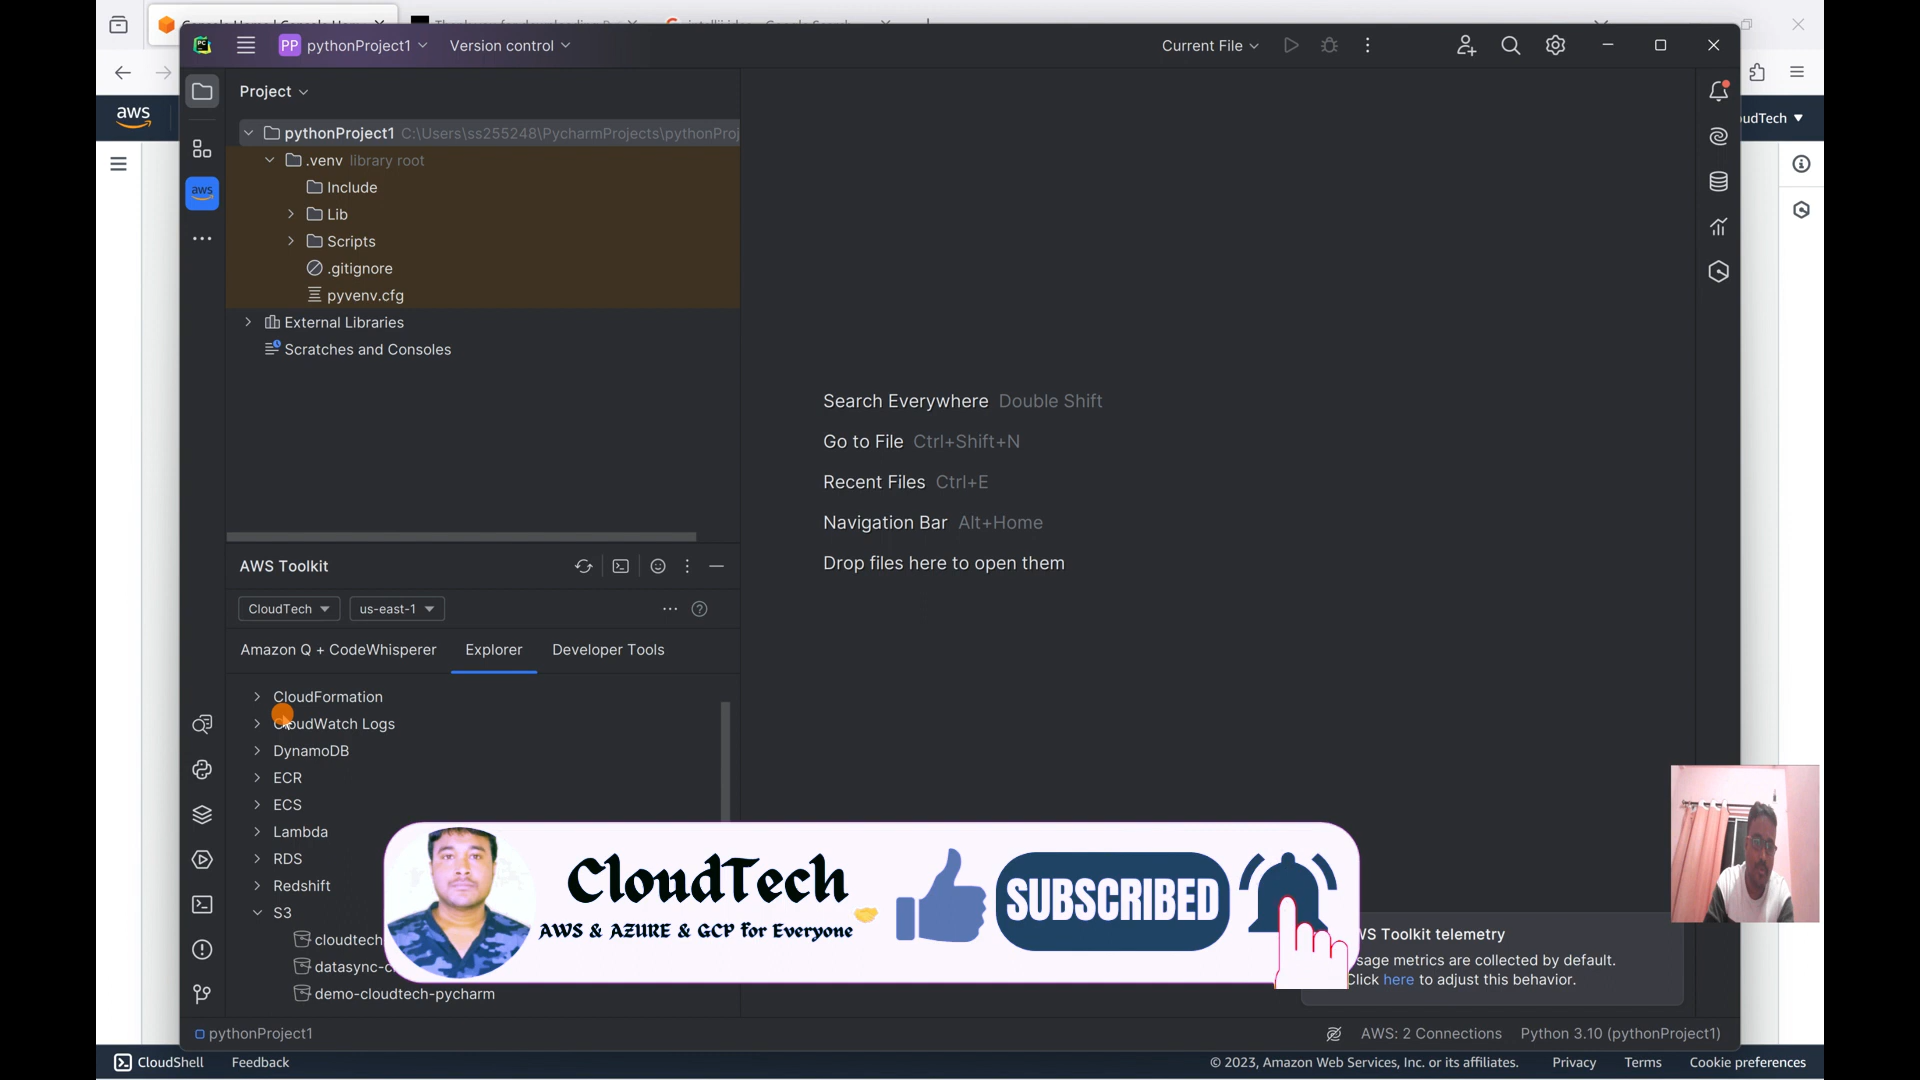 PC
PP pythonProject1
Version control
Current File
Project
aws
udTech
pythonProject1 C:\Users\ss255248\PycharmProjects\pythonProj
.venv library root
aws
Include
Lib
Scripts
.gitignore
pyvenv.cfg
External Libraries
Scratches and Consoles
Search Everywhere Double Shift
Go to File Ctrl+Shift+N
Recent Files Ctrl+E
Navigation Bar Alt+Home
Drop files here to open them
AWS Toolkit
CloudTech
us-east-1
Amazon Q + CodeWhisperer
Explorer
Developer Tools
CloudFormation
CloudWatch Logs
DynamoDB
ECR
ECS
Lambda
RDS
Redshift
S3
cloudtech
datasync-c
demo-cloudtech-pycharm
CloudTech
AWS & AZURE & GCP for Everyone
SUBSCRIBED
WS Toolkit telemetry
sage metrics are collected by default.
Click here to adjust this behavior.
pythonProject1
AWS: 2 Connections
Python 3.10 (pythonProject1)
CloudShell
Feedback
© 2023, Amazon Web Services, Inc. or its affiliates.
Privacy
Terms
Cookie preferences